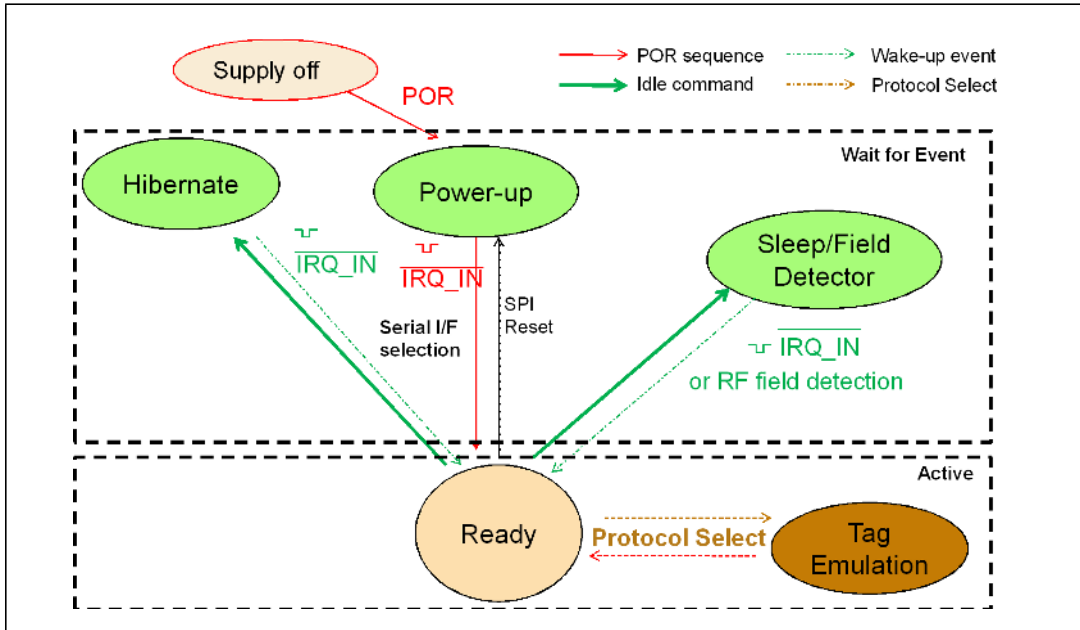 Supply off
POR
POR sequence
Idle command
Wake-up event
Protocol Select
Wait for Event
Hibernate
Power-up
Sleep/Field
Detector
IRQ_IN
IRQ_IN
Serial I/F
selection
SPI
Reset
IRQ_IN
or RF field detection
Active
Ready
Protocol Select
Tag
Emulation